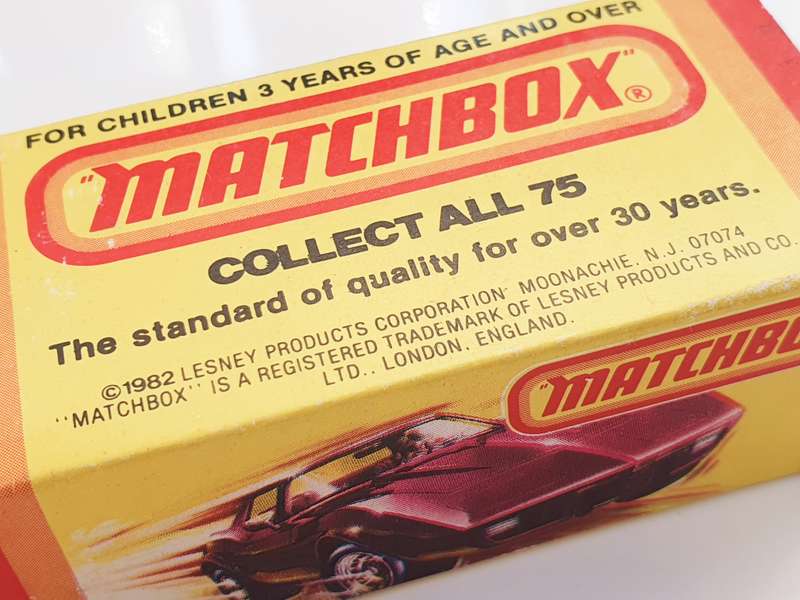 FOR CHILDREN 3 YEARS OF AGE AND OVER
"MATCHBOX"®
COLLECT ALL 75
The standard of quality for over 30 years.
©1982 LESNEY PRODUCTS CORPORATION MOONACHIE. N.J. 07074
"MATCHBOX" IS A REGISTERED TRADEMARK OF LESNEY PRODUCTS AND CO.
LTD., LONDON, ENGLAND.
"MATCHBO